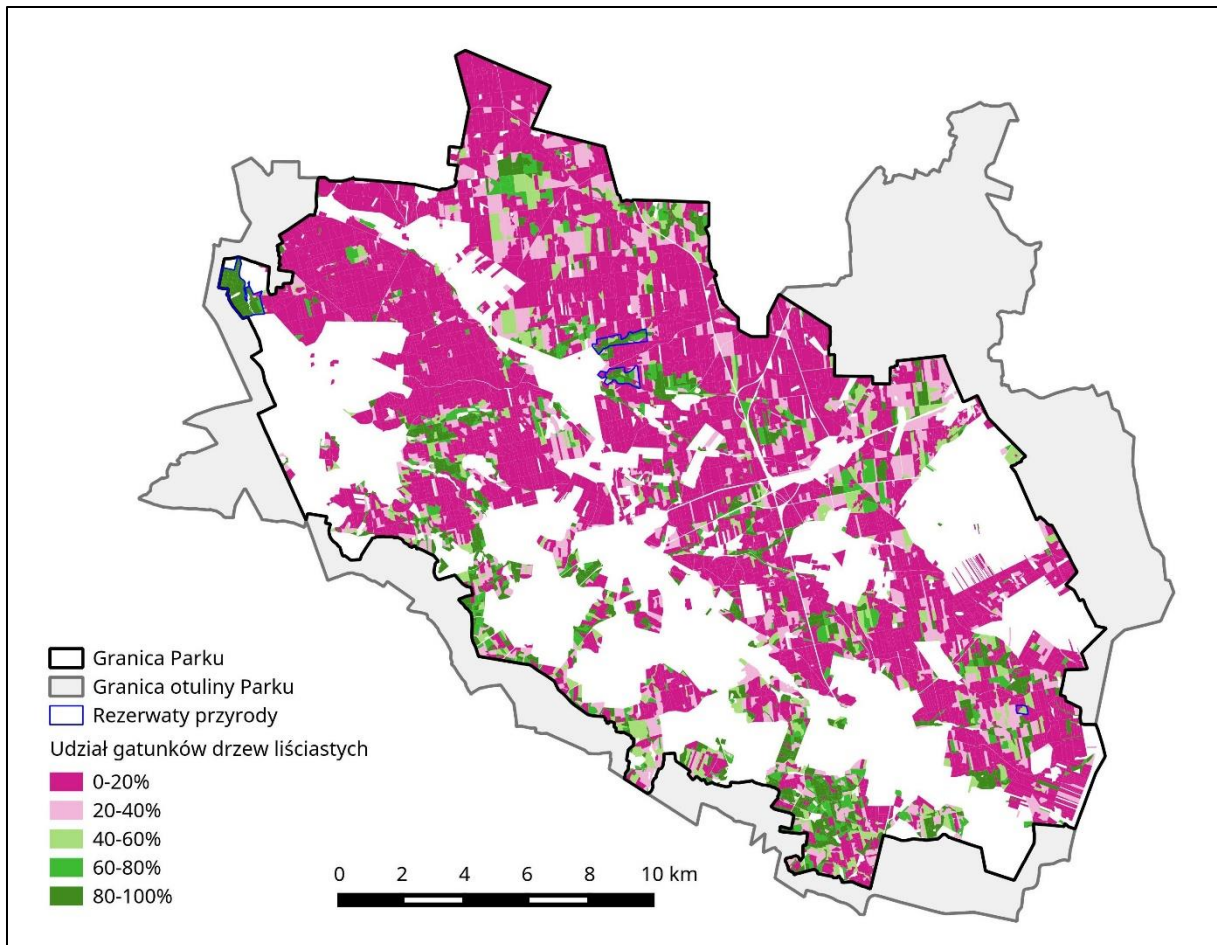 Granica Parku
Granica otuliny Parku
Rezerwaty przyrody
Udział gatunków drzew liściastych
0-20%
20-40%
40-60%
60-80%
80-100%
0 2 4 6 8 10 km